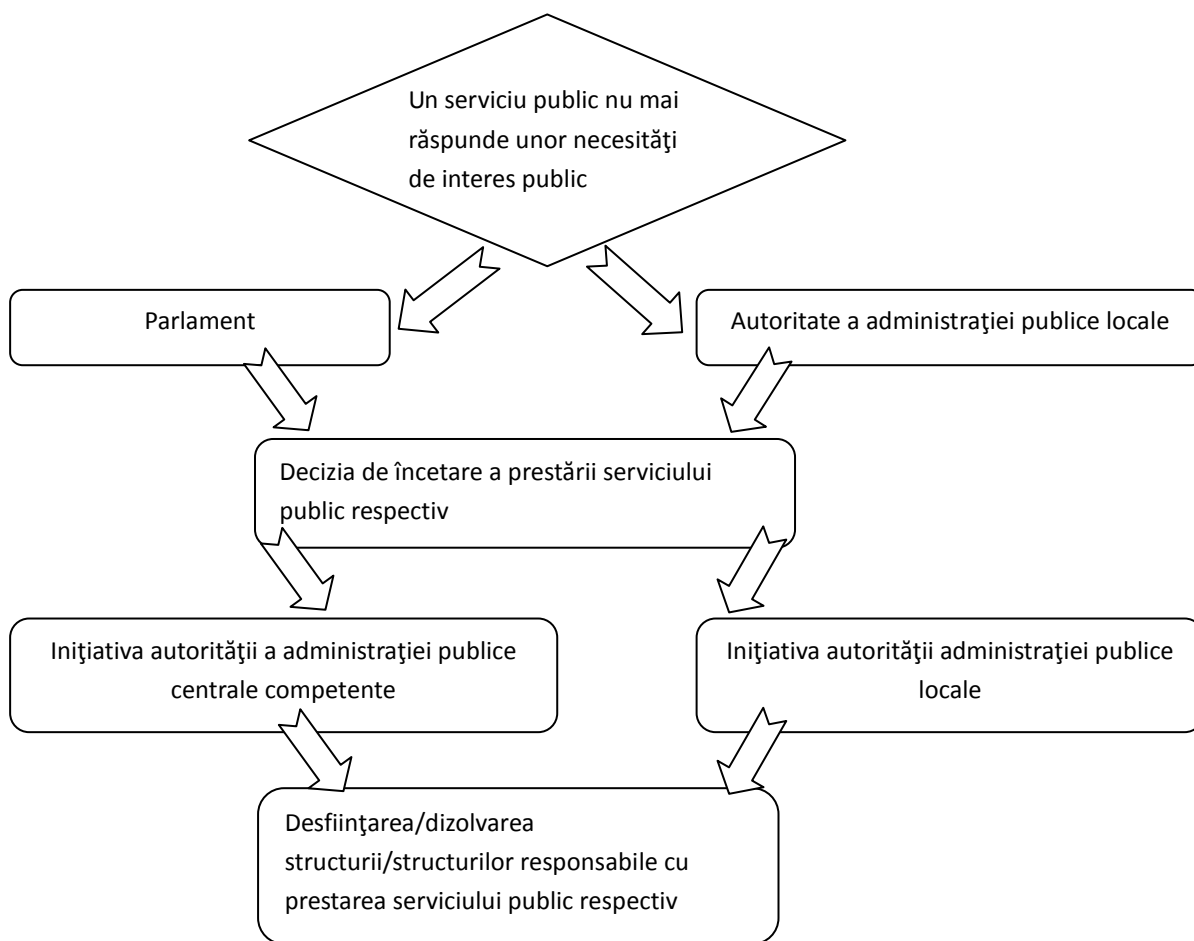 Un serviciu public nu mai
răspunde unor necesităţi
de interes public
Parlament
Autoritate a administraţiei publice locale
Decizia de încetare a prestării serviciului
public respectiv
Iniţiativa autorităţii a administraţiei publice
centrale competente
Iniţiativa autorităţii administraţiei publice
locale
Desfiinţarea/dizolvarea
structurii/structurilor responsabile cu
prestarea serviciului public respectiv